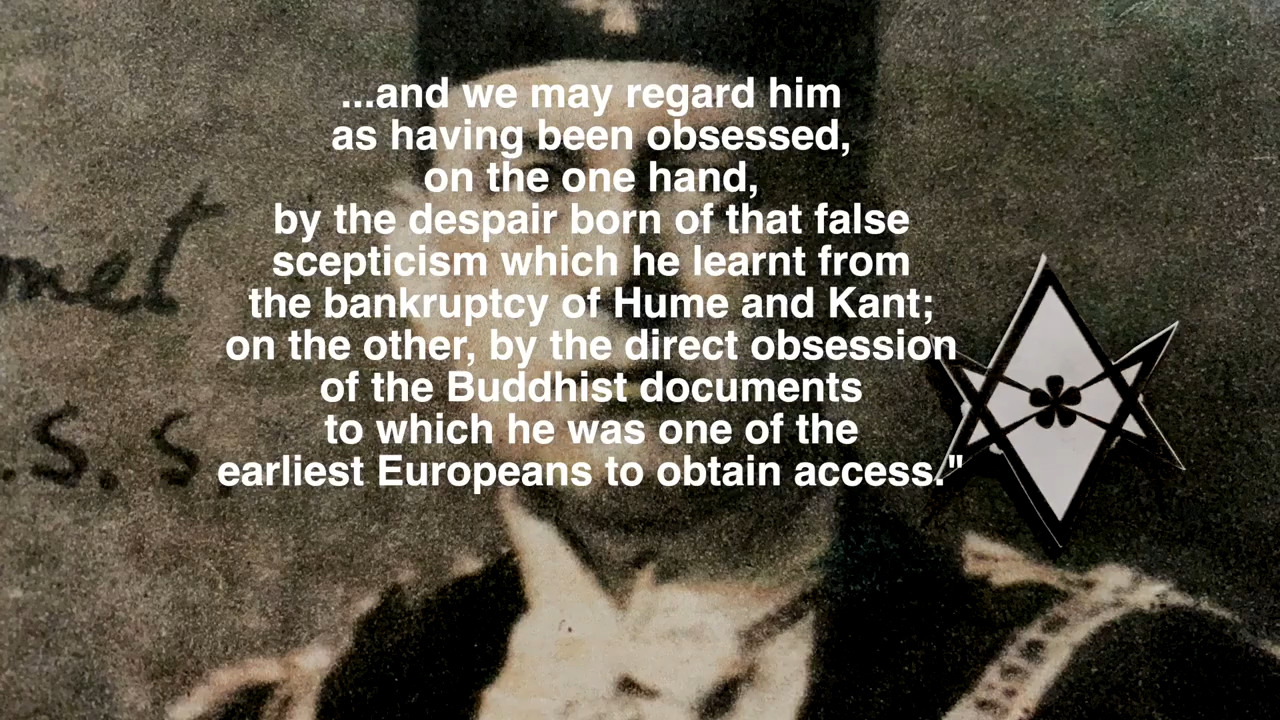 ...and we may regard him
as having been obsessed,
on the one hand,
by the despair born of that false
scepticism which he learnt from
the bankruptcy of Hume and Kant;
on the other, by the direct obsession
of the Buddhist documents
to which he was one of the
earliest Europeans to obtain access."
met
.S. S.